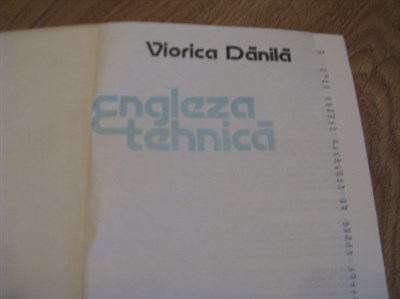 Viorica Dănilă
Engleza
tehnică